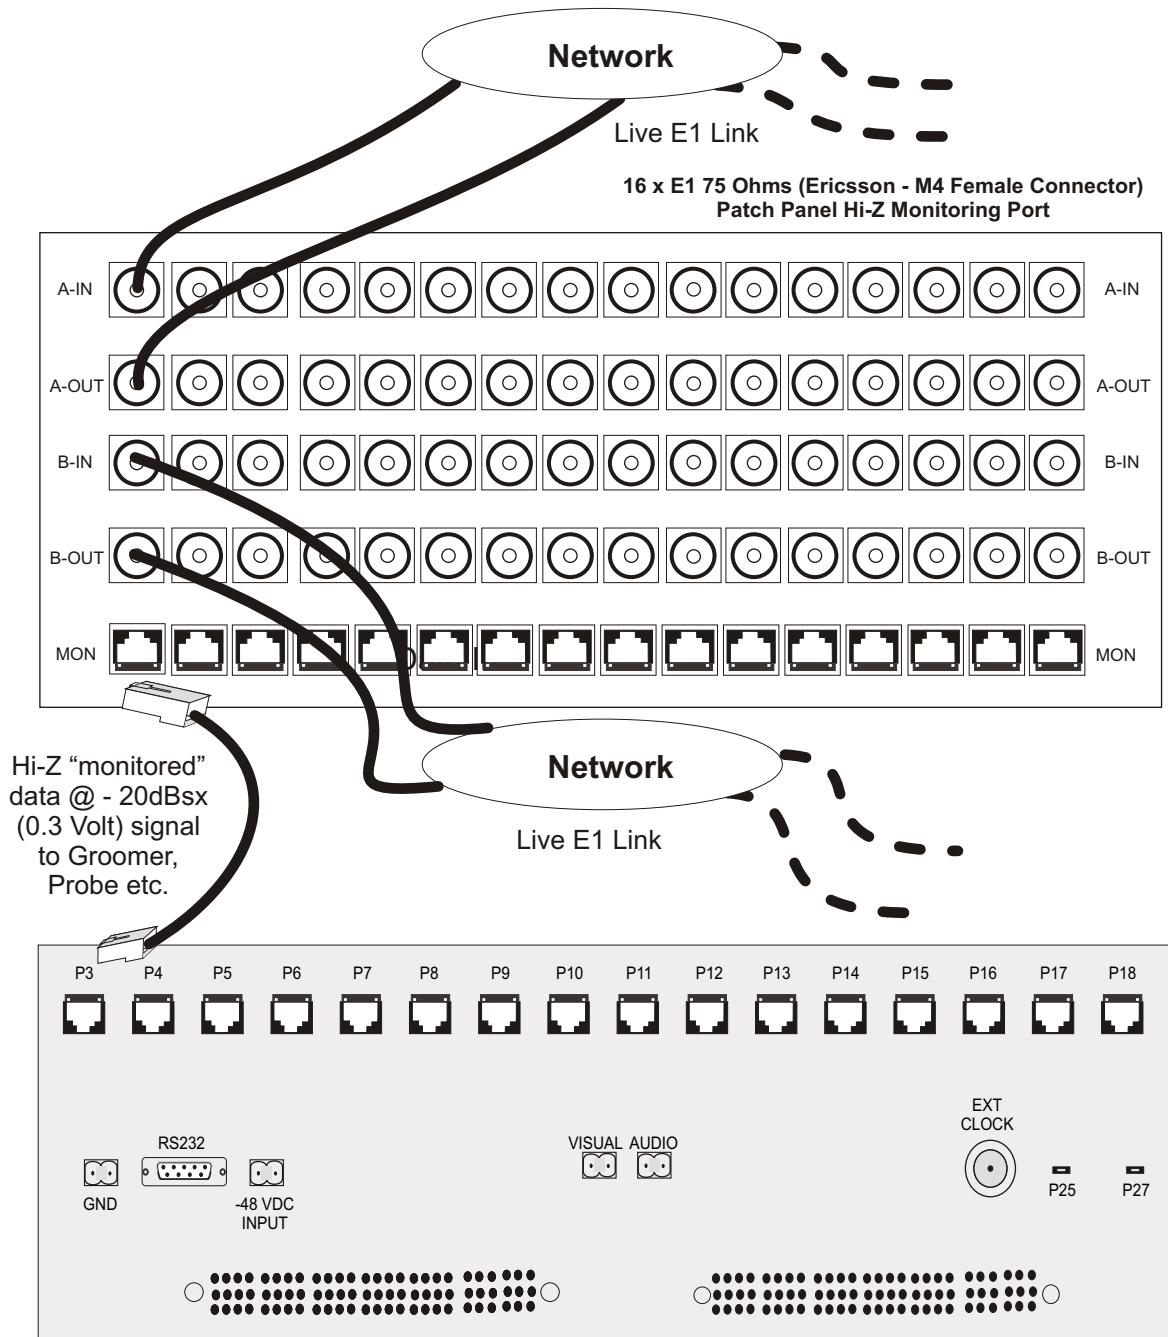 Network
Live E1 Link
16 x E1 75 Ohms (Ericsson - M4 Female Connector)
Patch Panel Hi-Z Monitoring Port
A-IN
A-IN
A-OUT
A-OUT
B-IN
B-IN
B-OUT
B-OUT
MON
MON
Hi-Z “monitored”
data @ - 20dBsx
(0.3 Volt) signal
to Groomer,
Probe etc.
Network
Live E1 Link
P3 P4 P5 P6 P7 P8 P9 P10 P11 P12 P13 P14 P15 P16 P17 P18
GND
RS232
-48 VDC
INPUT
VISUAL AUDIO
EXT
CLOCK
P25
P27